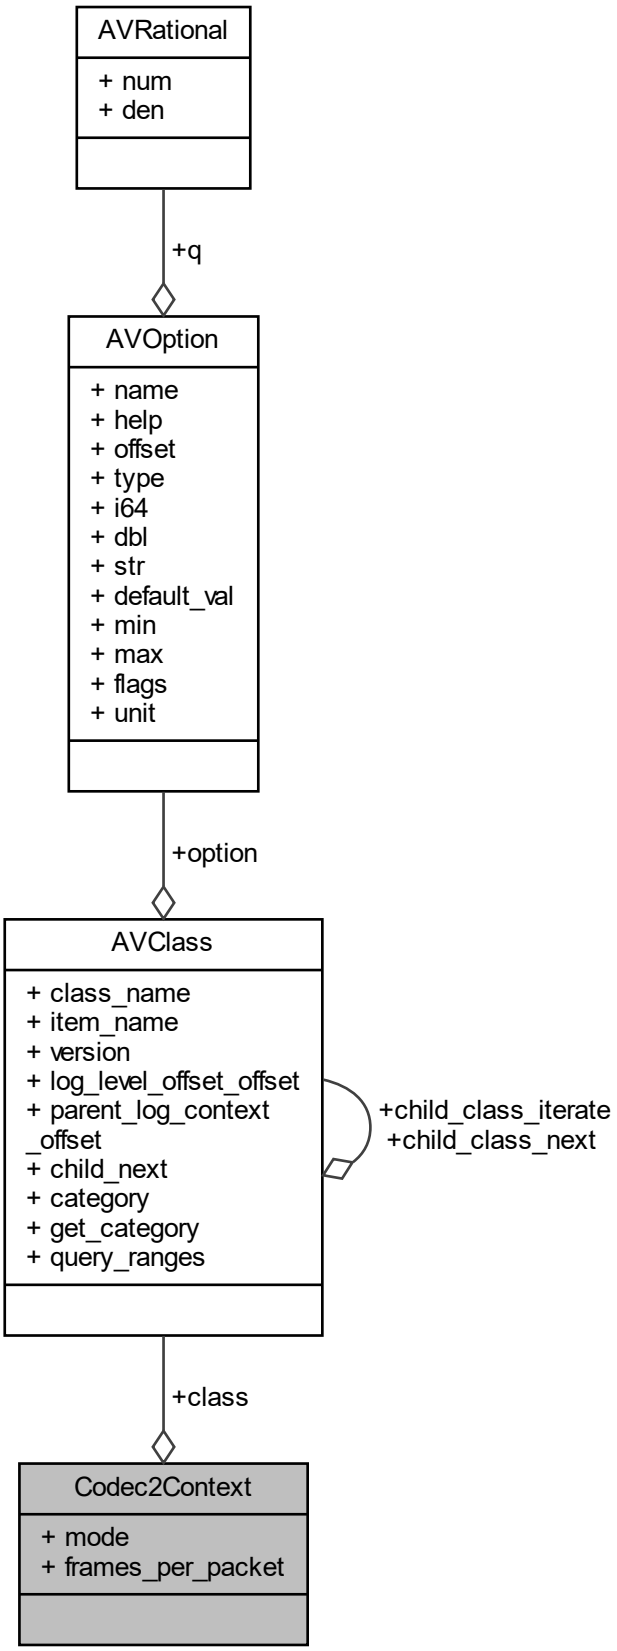 AVRational
+ num
+ den
+q
AVOption
+ name
+ help
+ offset
+ type
+ i64
+ dbl
+ str
+ default_val
+ min
+ max
+ flags
+ unit
+option
AVClass
+ class_name
+ item_name
+ version
+ log_level_offset_offset
+ parent_log_context
_offset
+ child_next
+ category
+ get_category
+ query_ranges
+child_class_iterate
+child_class_next
+class
Codec2Context
+ mode
+ frames_per_packet